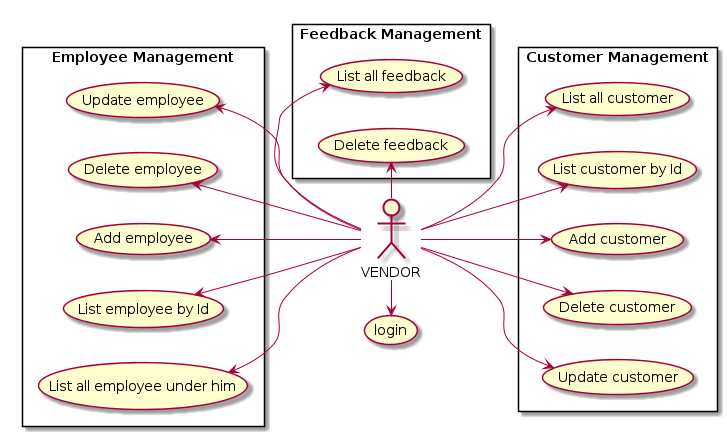 Employee Management
Update employee
Delete employee
Add employee
List employee by Id
List all employee under him
Feedback Management
List all feedback
Delete feedback
VENDOR
login
Customer Management
List all customer
List customer by Id
Add customer
Delete customer
Update customer